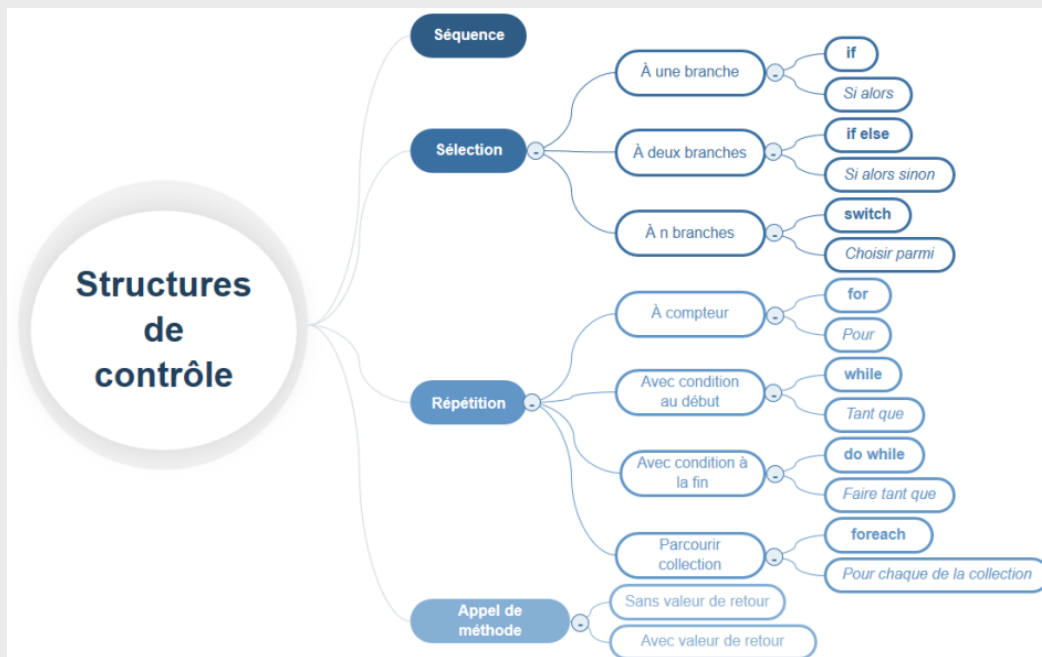 Structures
de
contrôle
Séquence
Sélection
À une branche
if
Si alors
À deux branches
if else
Si alors sinon
À n branches
switch
Choisir parmi
Répétition
À compteur
for
Pour
Avec condition
au début
while
Tant que
Avec condition à
la fin
do while
Faire tant que
Parcourir
collection
foreach
Pour chaque de la collection
Appel de
méthode
Sans valeur de retour
Avec valeur de retour